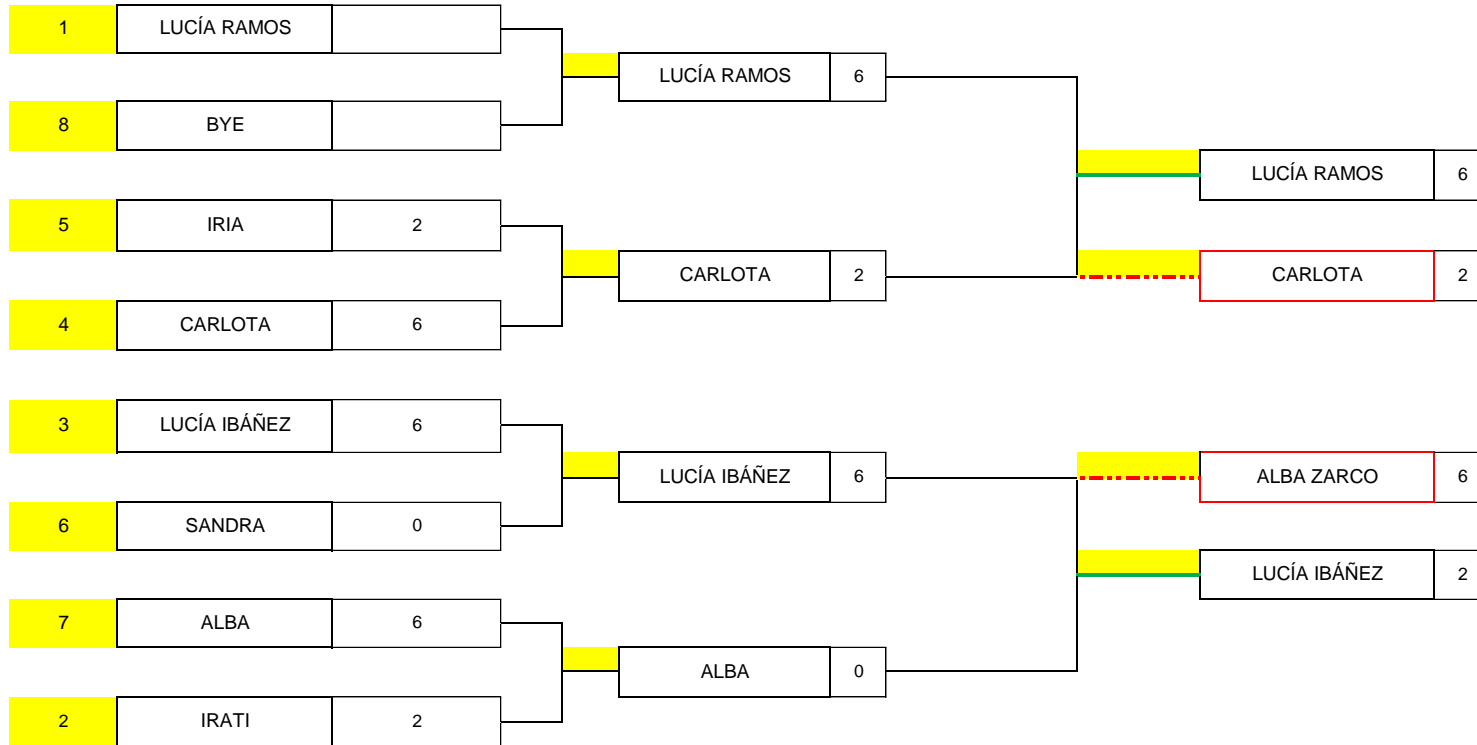 1 LUCÍA RAMOS
LUCÍA RAMOS 6
8 BYE
LUCÍA RAMOS 6
5 IRIA 2
CARLOTA 2
CARLOTA 2
4 CARLOTA 6
3 LUCÍA IBÁÑEZ 6
LUCÍA IBÁÑEZ 6
ALBA ZARCO 6
6 SANDRA 0
LUCÍA IBÁÑEZ 2
7 ALBA 6
ALBA 0
2 IRATI 2